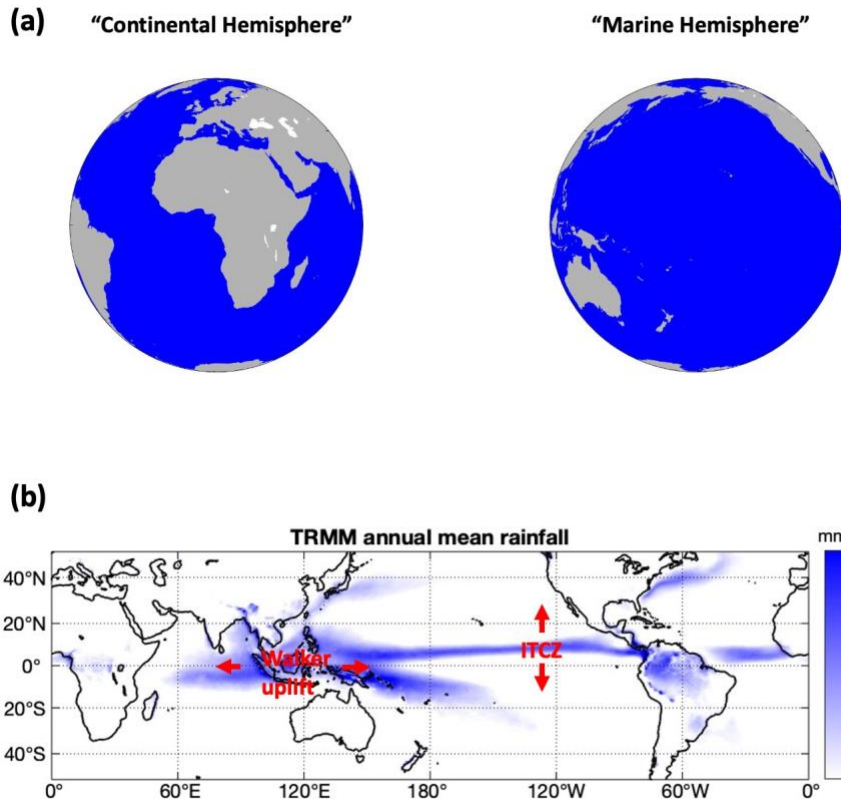 (a)
“Continental Hemisphere”
“Marine Hemisphere”
(b)
TRMM annual mean rainfall
mm
40°N
20°N
0°
20°S
40°S
Walker
uplift
ITCZ
0°
60°E
120°E
180°
120°W
60°W
0°